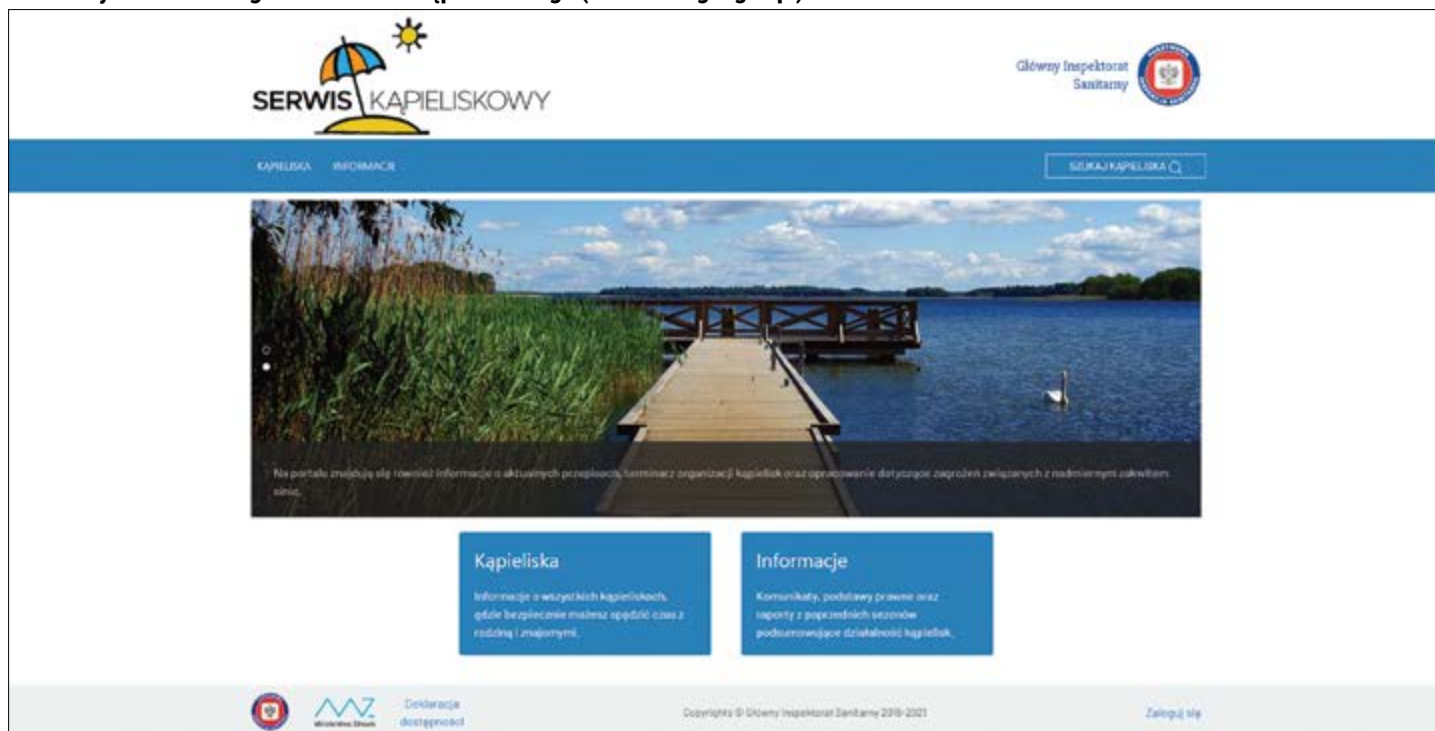 SERWIS KĄPIELISKOWY
Główny Inspektorat
Sanitarny
KĄPIELISKA INFORMACJE
SZUKAJ KĄPIELISKA
Na portalu znajdują się również informacje o aktualnych przepisach, terminarz organizacji kąpielisk oraz opracowanie dotyczące zagrożeń związanych z nadmiernym zakwitem
sinic.
Kąpieliska
Informacje o wszystkich kąpieliskach,
gdzie bezpiecznie możesz spędzić czas z
rodziną i znajomymi.
Informacje
Komunikaty, podstawy prawne oraz
raporty z poprzednich sezonów
podsumowujące działalność kąpielisk.
Ministerstwo Zdrowia
Deklaracja
dostępności
Copyrights © Główny Inspektorat Sanitarny 2018-2021
Zaloguj się